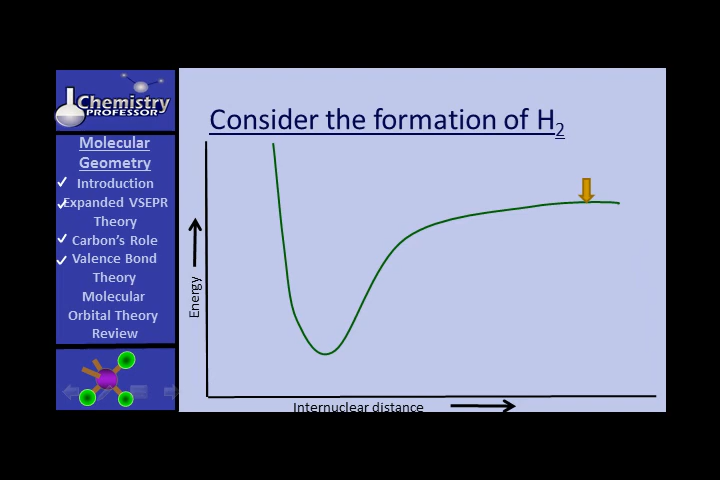 Chemistry
PROFESSOR
Molecular
Geometry
Introduction
Expanded VSEPR
Theory
Carbon's Role
Valence Bond
Theory
Molecular
Orbital Theory
Review
Consider the formation of H₂
Energy
Internuclear distance